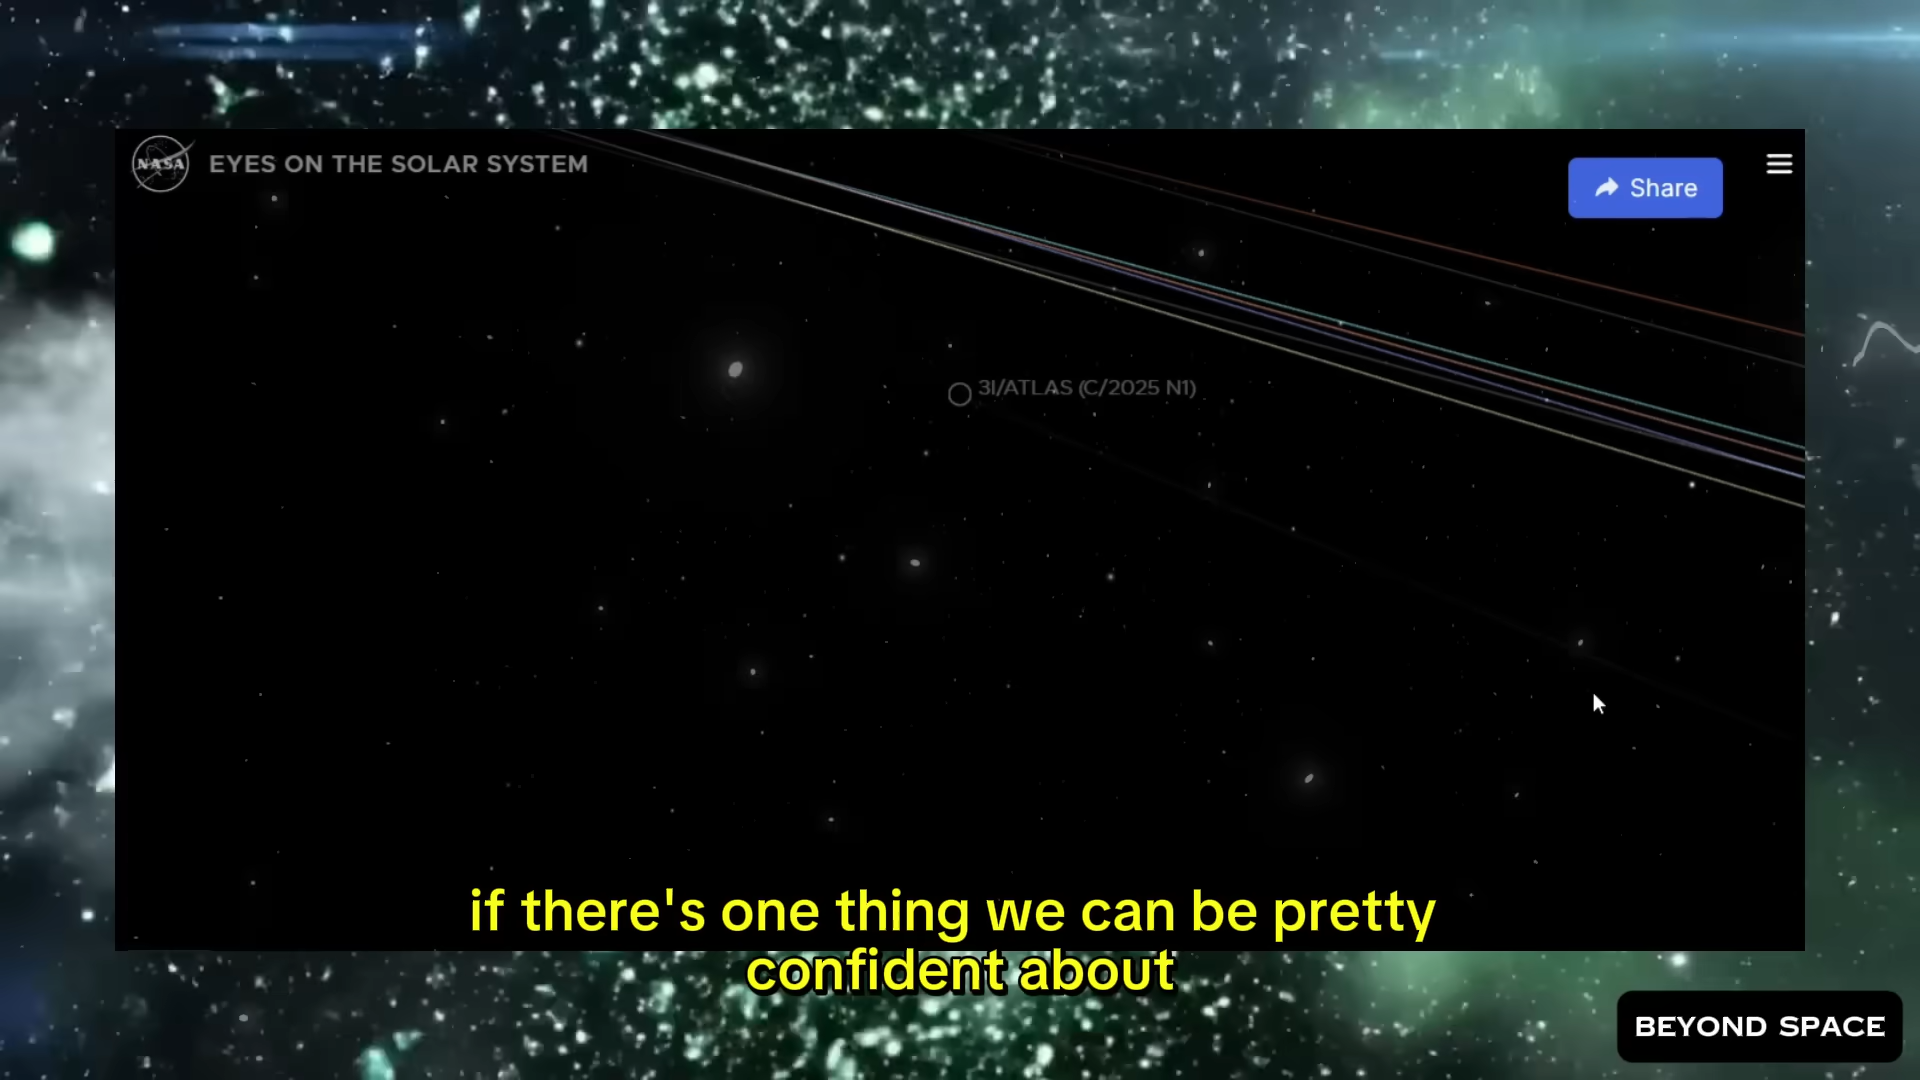 NASA
EYES ON THE SOLAR SYSTEM
Share
3I/ATLAS (C/2025 N1)
if there's one thing we can be pretty
confident about
BEYOND SPACE